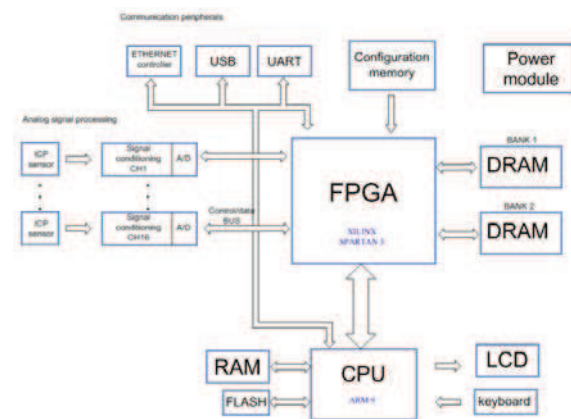 Communication peripherals
ETHERNET
controller
USB
UART
Configuration
memory
Power
module
Analog signal processing
ICP
sensor
Signal
conditioning
CH1
A/D
FPGA
XILINX
SPARTAN 3
BANK 1
DRAM
BANK 2
DRAM
ICP
sensor
Signal
conditioning
CH16
A/D
Control/data
BUS
RAM
FLASH
CPU
ARM 9
LCD
keyboard